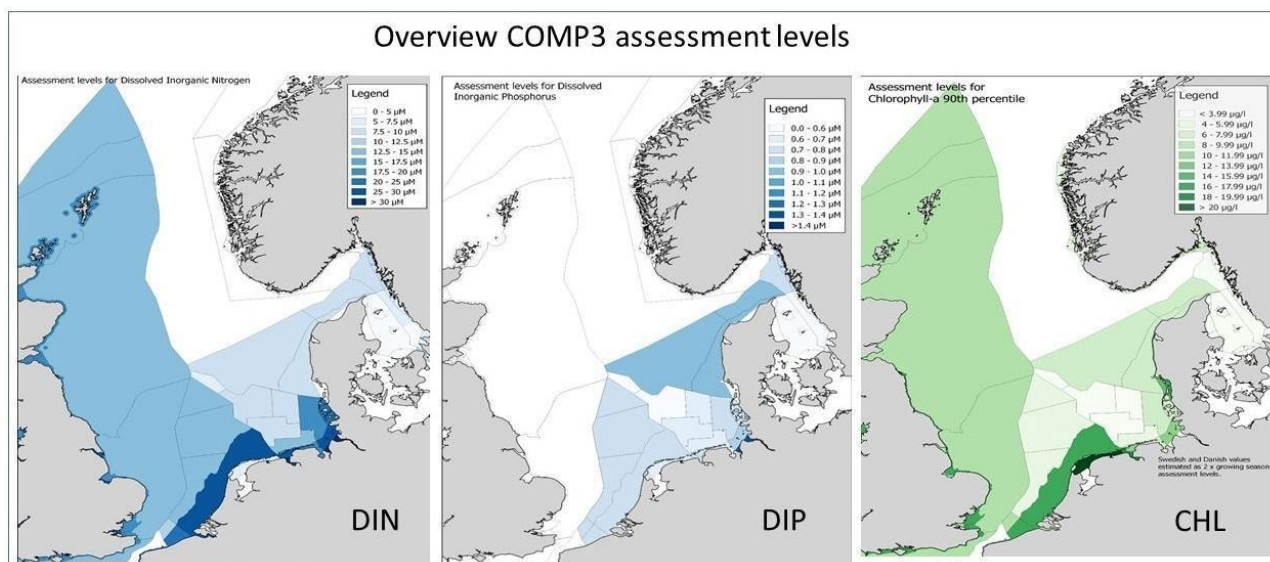 Overview COMP3 assessment levels
Assessment levels for Dissolved Inorganic Nitrogen
Legend
0 - 5 µM
5 - 7.5 µM
7.5 - 10 µM
10 - 12.5 µM
12.5 - 15 µM
15 - 17.5 µM
17.5 - 20 µM
20 - 25 µM
25 - 30 µM
> 30 µM
DIN
Assessment levels for Dissolved
Inorganic Phosphorus
Legend
0.0 - 0.6 µM
0.6 - 0.7 µM
0.7 - 0.8 µM
0.8 - 0.9 µM
0.9 - 1.0 µM
1.0 - 1.1 µM
1.1 - 1.2 µM
1.2 - 1.3 µM
1.3 - 1.4 µM
>1.4 µM
DIP
Assessment levels for
Chlorophyll-a 90th percentile
Legend
< 3.99 µg/l
4 - 5.99 µg/l
6 - 7.99 µg/l
8 - 9.99 µg/l
10 - 11.99 µg/l
12 - 13.99 µg/l
14 - 15.99 µg/l
16 - 17.99 µg/l
18 - 19.99 µg/l
> 20 µg/l
Swedish and Danish values
estimated as 2 x growing season
assessment levels.
CHL